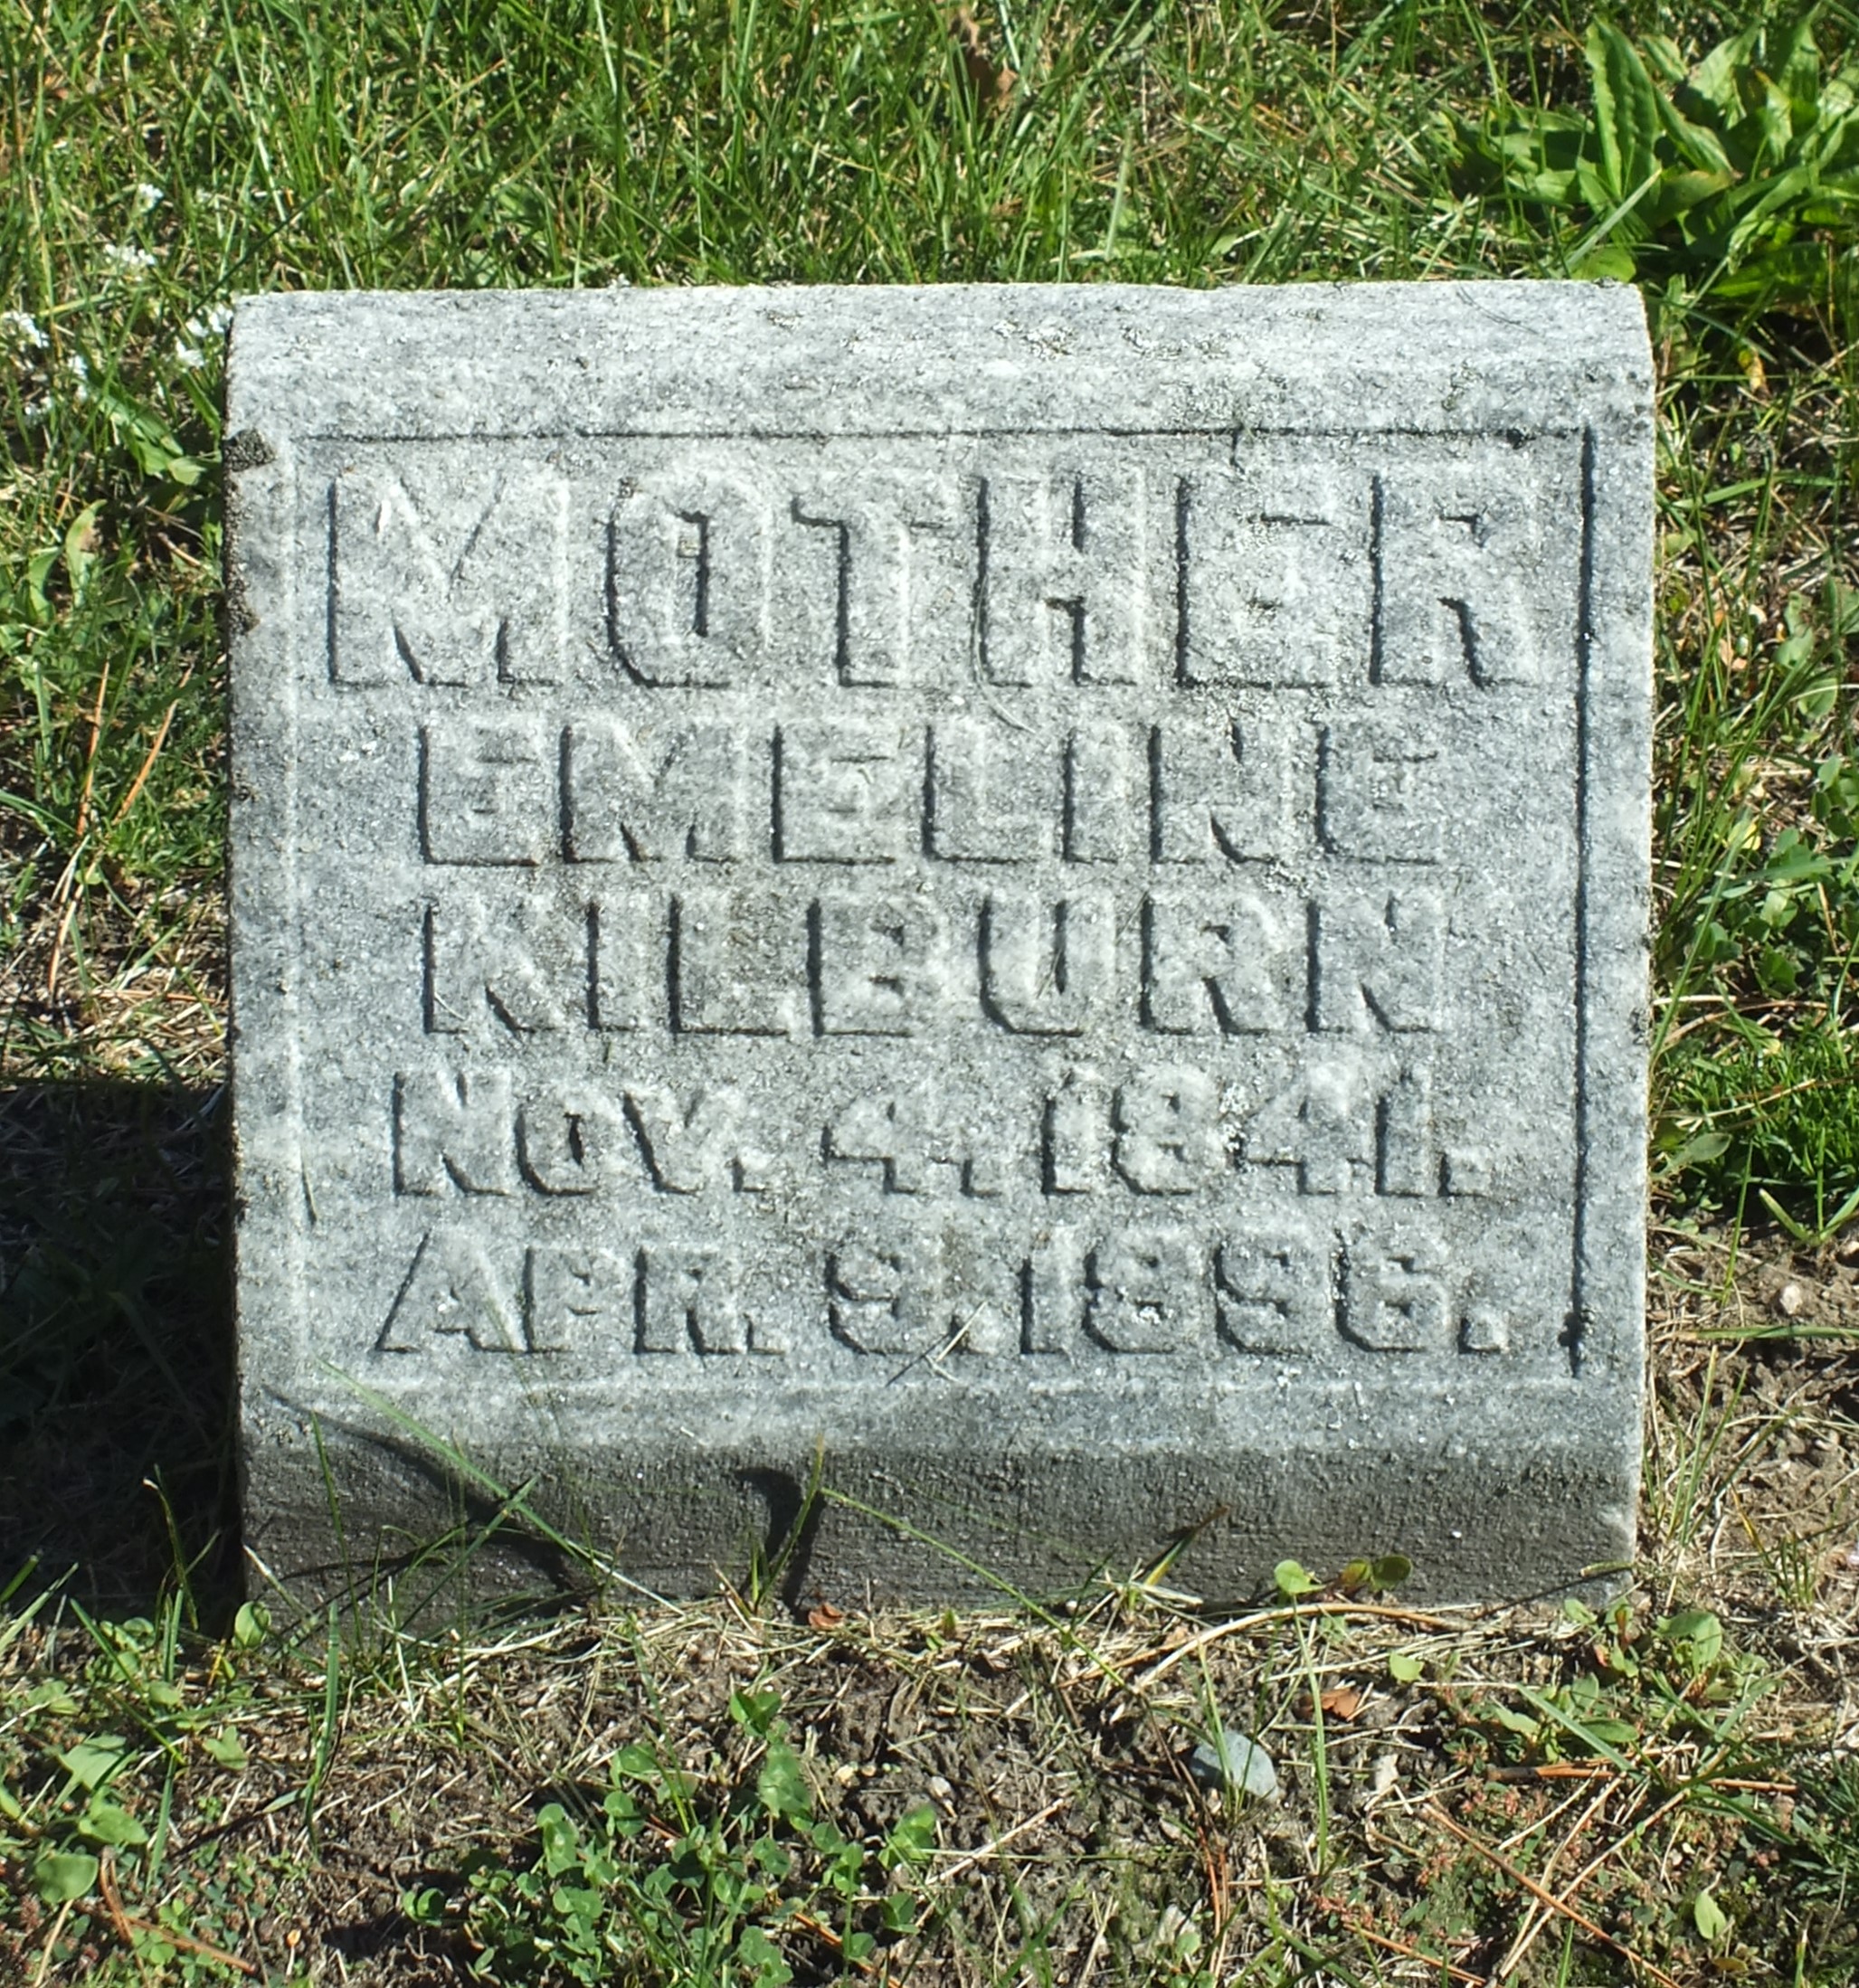 MOTHER
EMELINE
KILBURN
NOV. 4, 1841.
APR. 9. 1896.